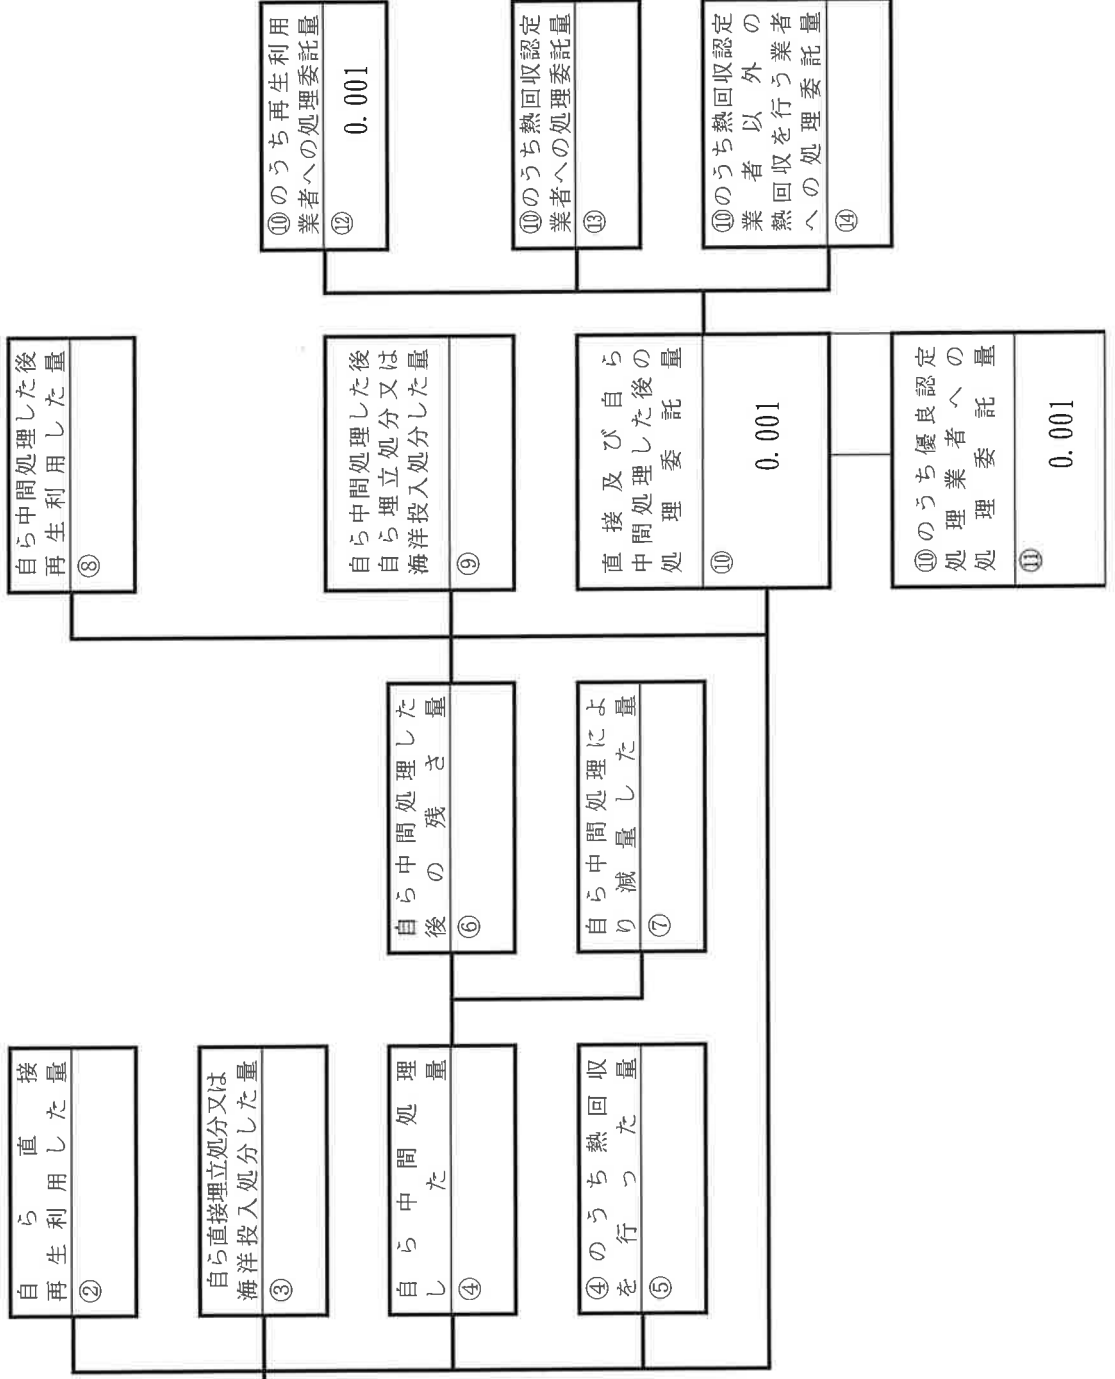 自ら直接
再生利用した量
②
自ら直接埋立処分又は
海洋投入処分した量
③
自ら中間処理
した量
④
④のうち熱回収
を行った量
⑤
自ら中間処理した
後の残さ量
⑥
自ら中間処理によ
り減量した量
⑦
自ら中間処理した後
再生利用した量
⑧
自ら中間処理した後
自ら埋立処分又は
海洋投入処分した量
⑨
直接及び自ら
中間処理した後の
処理委託量
⑩
0.001
⑩のうち優良認定
処理業者への
処理委託量
⑪
0.001
⑩のうち再生利用
業者への処理委託量
⑫
0.001
⑩のうち熱回収認定
業者への処理委託量
⑬
⑩のうち熱回収認定
業者以外の
熱回収を行う業者
への処理委託量
⑭